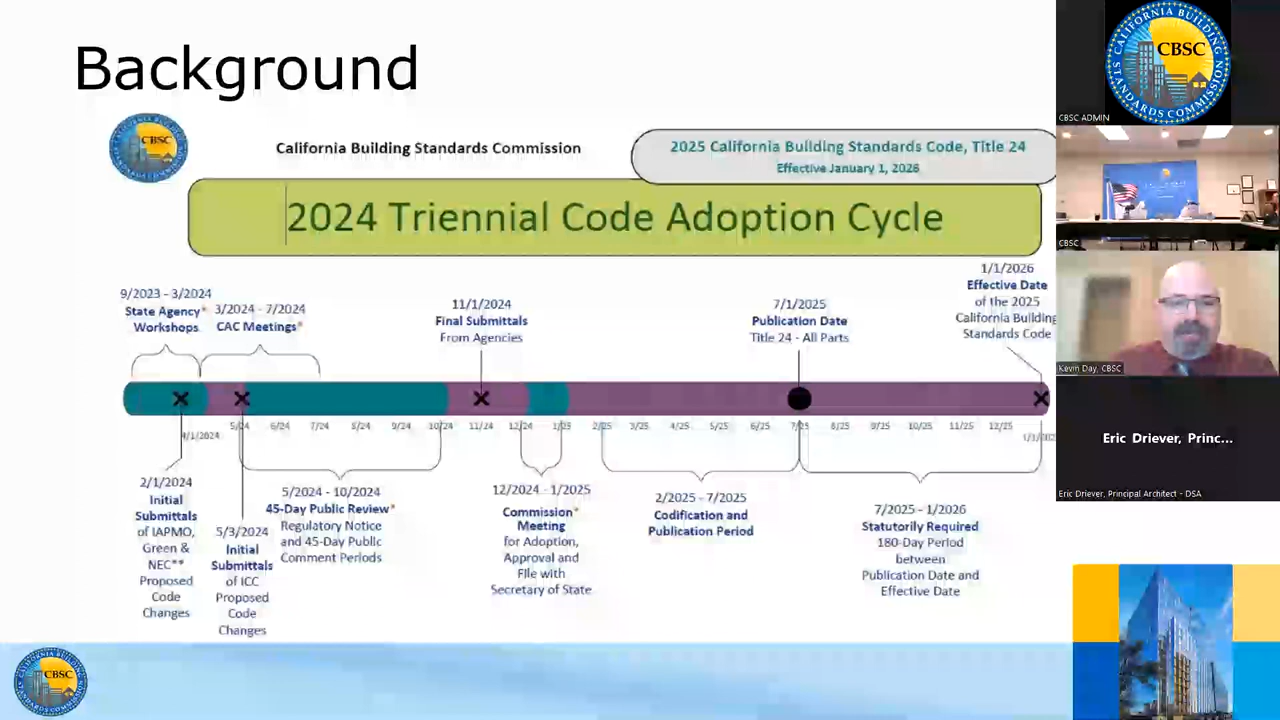 Background
CBSC
California Building Standards Commission
2025 California Building Standards Code, Title 24
Effective January 1, 2026
2024 Triennial Code Adoption Cycle
9/2023 - 3/2024
State Agency*
Workshops
3/2024 - 7/2024
CAC Meetings*
11/1/2024
Final Submittals
From Agencies
7/1/2025
Publication Date
Title 24 - All Parts
1/1/2026
Effective Date
of the 2025
California Building
Standards Code
4/1/2024
5/24
6/24
7/24
8/24
9/24
10/24
11/24
12/24
1/25
2/25
3/25
4/25
5/25
6/25
7/25
8/25
9/25
10/25
11/25
12/25
2/1/2024
Initial
Submittals
of IAPMO,
Green &
NEC**
Proposed
Code
Changes
5/3/2024
Initial
Submittals
of ICC
Proposed
Code
Changes
5/2024 - 10/2024
45-Day Public Review*
Regulatory Notice
and 45-Day Public
Comment Periods
12/2024 - 1/2025
Commission*
Meeting
for Adoption,
Approval and
File with
Secretary of State
2/2025 - 7/2025
Codification and
Publication Period
7/2025 - 1/2026
Statutorily Required
180-Day Period
between
Publication Date and
Effective Date
CALIFORNIA BUILDING STANDARDS COMMISSION
CBSC
CBSC ADMIN
CBSC
Kevin Day, CBSC
Eric Driever, Princ...
Eric Driever, Principal Architect - DSA
CBSC